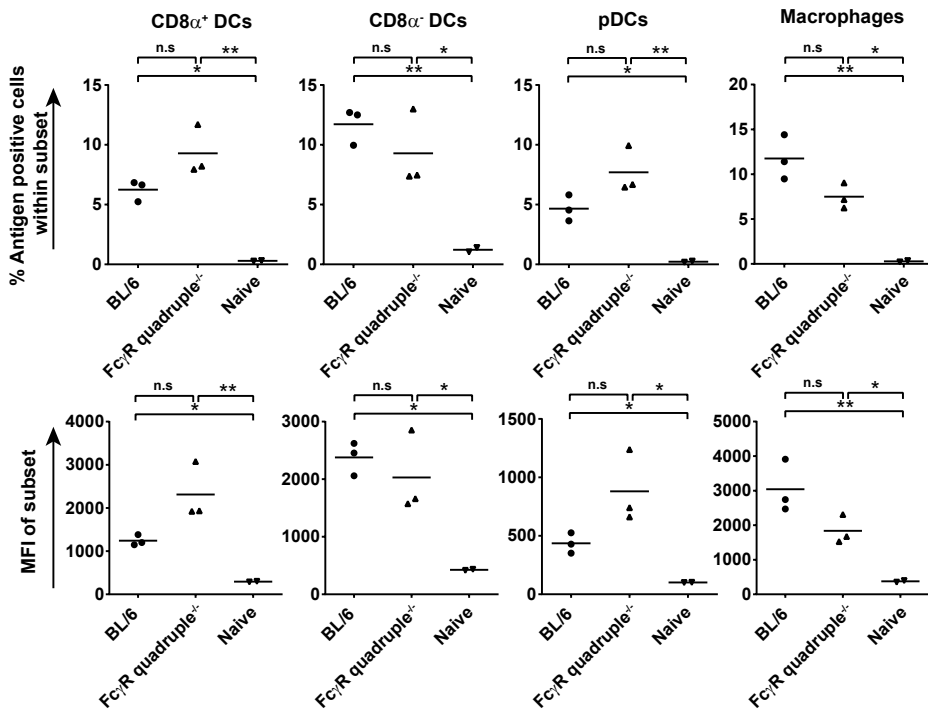 CD8α⁺ DCs
CD8α⁻ DCs
pDCs
Macrophages
% Antigen positive cells
within subset
n.s **
*
15
10
5
0
BL/6
FcγR quadruple⁻/⁻
Naive
n.s *
**
15
10
5
0
BL/6
FcγR quadruple⁻/⁻
Naive
n.s **
*
15
10
5
0
BL/6
FcγR quadruple⁻/⁻
Naive
n.s *
**
20
15
10
5
0
BL/6
FcγR quadruple⁻/⁻
Naive
MFI of subset
n.s **
*
4000
3000
2000
1000
0
BL/6
FcγR quadruple⁻/⁻
Naive
n.s *
*
3000
2000
1000
0
BL/6
FcγR quadruple⁻/⁻
Naive
n.s *
*
1500
1000
500
0
BL/6
FcγR quadruple⁻/⁻
Naive
n.s *
**
5000
4000
3000
2000
1000
0
BL/6
FcγR quadruple⁻/⁻
Naive